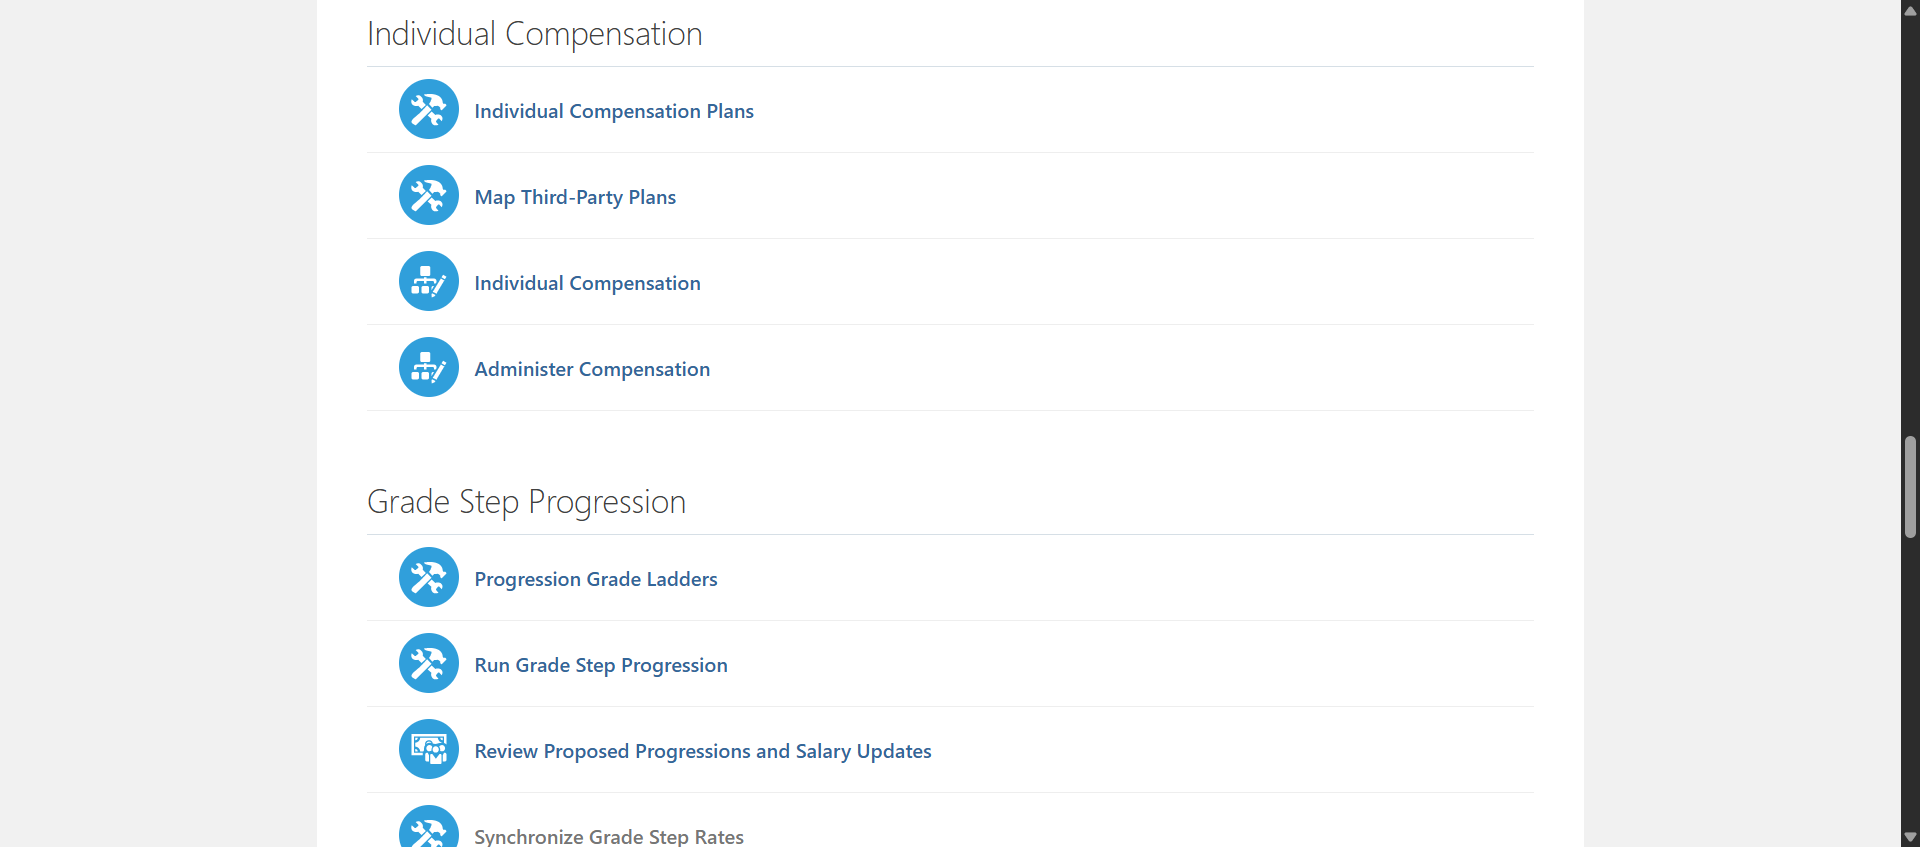 Individual Compensation
Individual Compensation Plans
Map Third-Party Plans
Individual Compensation
Administer Compensation
Grade Step Progression
Progression Grade Ladders
Run Grade Step Progression
Review Proposed Progressions and Salary Updates
Synchronize Grade Step Rates